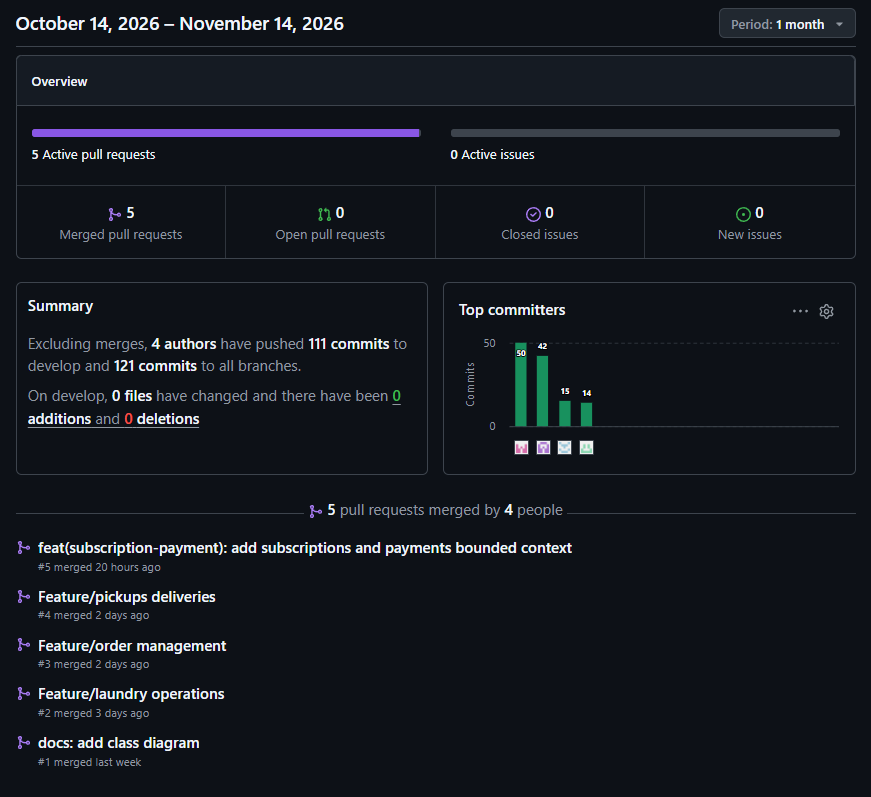 October 14, 2026 – November 14, 2026
Period: 1 month
Overview
5 Active pull requests
0 Active issues
5
Merged pull requests
0
Open pull requests
0
Closed issues
0
New issues
Summary
Excluding merges, 4 authors have pushed 111 commits to
develop and 121 commits to all branches.
On develop, 0 files have changed and there have been 0
additions and 0 deletions
Top committers
Commits
50
0
50
42
15
14
5 pull requests merged by 4 people
feat(subscription-payment): add subscriptions and payments bounded context
#5 merged 20 hours ago
Feature/pickups deliveries
#4 merged 2 days ago
Feature/order management
#3 merged 2 days ago
Feature/laundry operations
#2 merged 3 days ago
docs: add class diagram
#1 merged last week